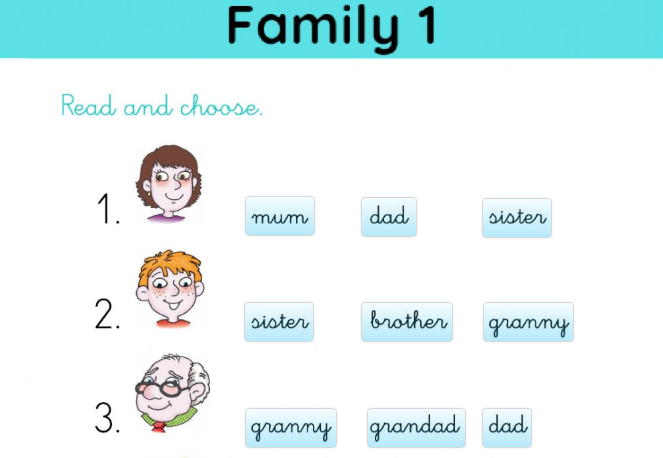 Family 1
Read and choose.
1. mum dad sister
2. sister brother granny
3. granny grandad dad